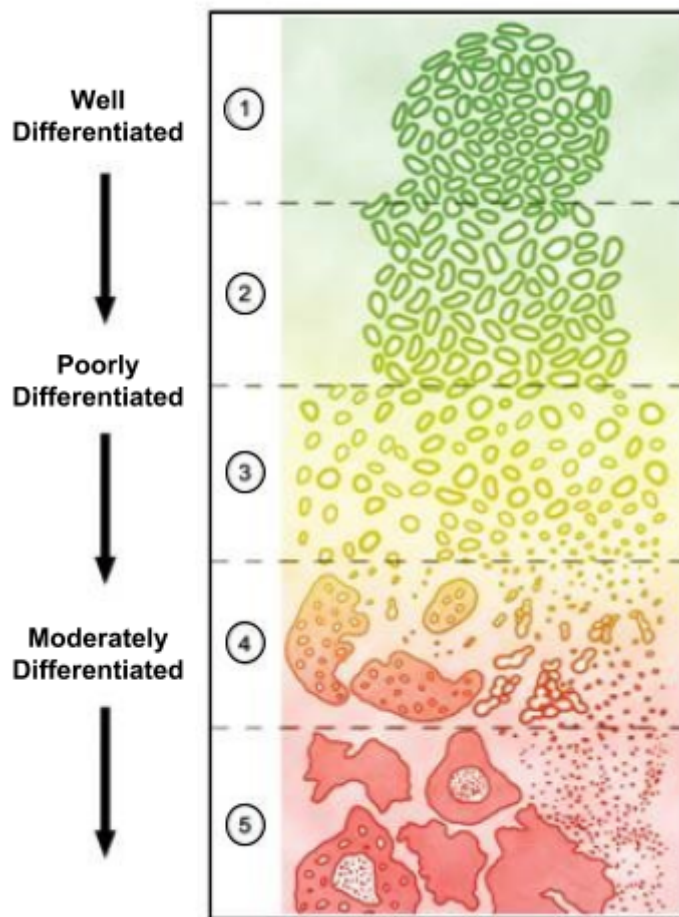 Well
Differentiated
1
2
Poorly
Differentiated
3
Moderately
Differentiated
4
5